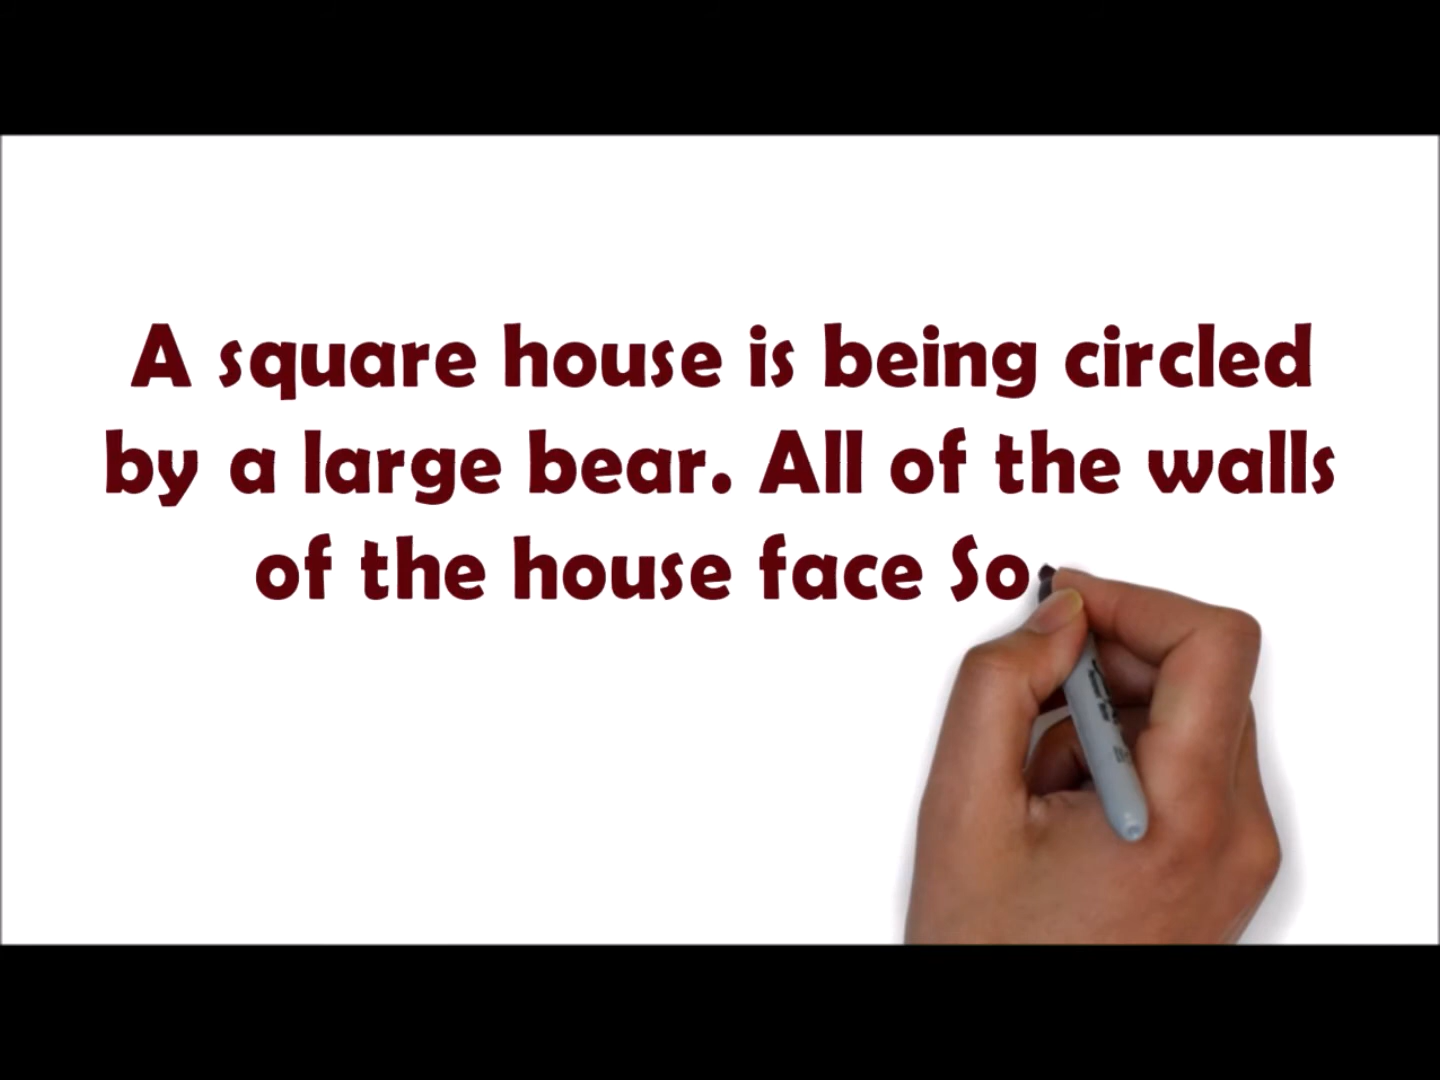 A square house is being circled
by a large bear. All of the walls
of the house face So